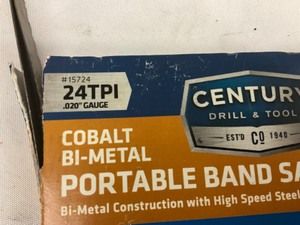 #15724
24TPI
.020" GAUGE
CENTURY
DRILL & TOOL
EST'D CO 1940
COBALT
BI-METAL
PORTABLE BAND SA
Bi-Metal Construction with High Speed Steel